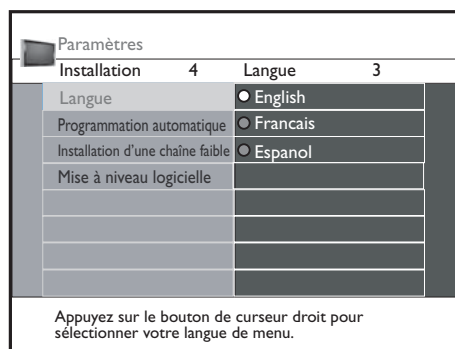 Paramètres
Installation 4 Langue 3
Langue English
Programmation automatique Francais
Installation d'une chaîne faible Espanol
Mise à niveau logicielle
Appuyez sur le bouton de curseur droit pour
sélectionner votre langue de menu.